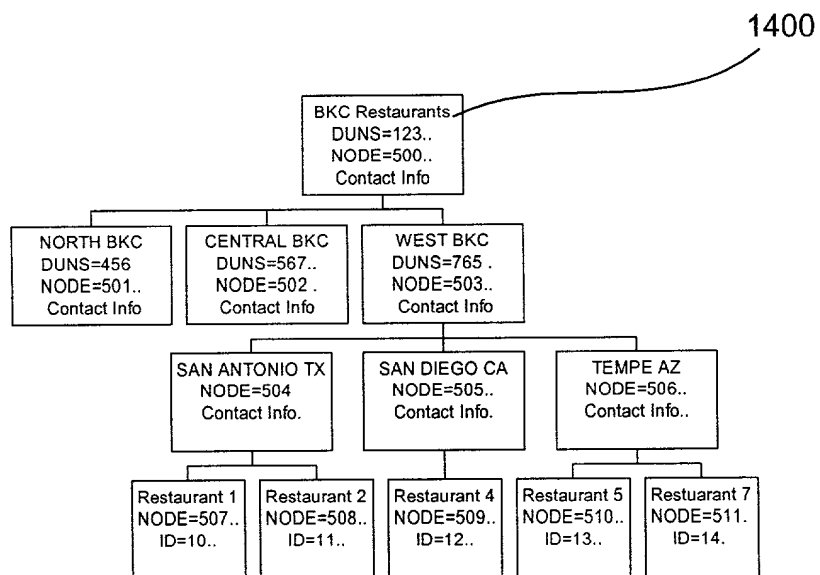 1400
BKC Restaurants
DUNS=123..
NODE=500..
Contact Info
NORTH BKC
DUNS=456
NODE=501..
Contact Info
CENTRAL BKC
DUNS=567..
NODE=502 .
Contact Info
WEST BKC
DUNS=765 .
NODE=503..
Contact Info
SAN ANTONIO TX
NODE=504
Contact Info.
SAN DIEGO CA
NODE=505..
Contact Info.
TEMPE AZ
NODE=506..
Contact Info..
Restaurant 1
NODE=507..
ID=10..
Restaurant 2
NODE=508..
ID=11..
Restaurant 4
NODE=509..
ID=12..
Restaurant 5
NODE=510..
ID=13..
Restuarant 7
NODE=511.
ID=14.